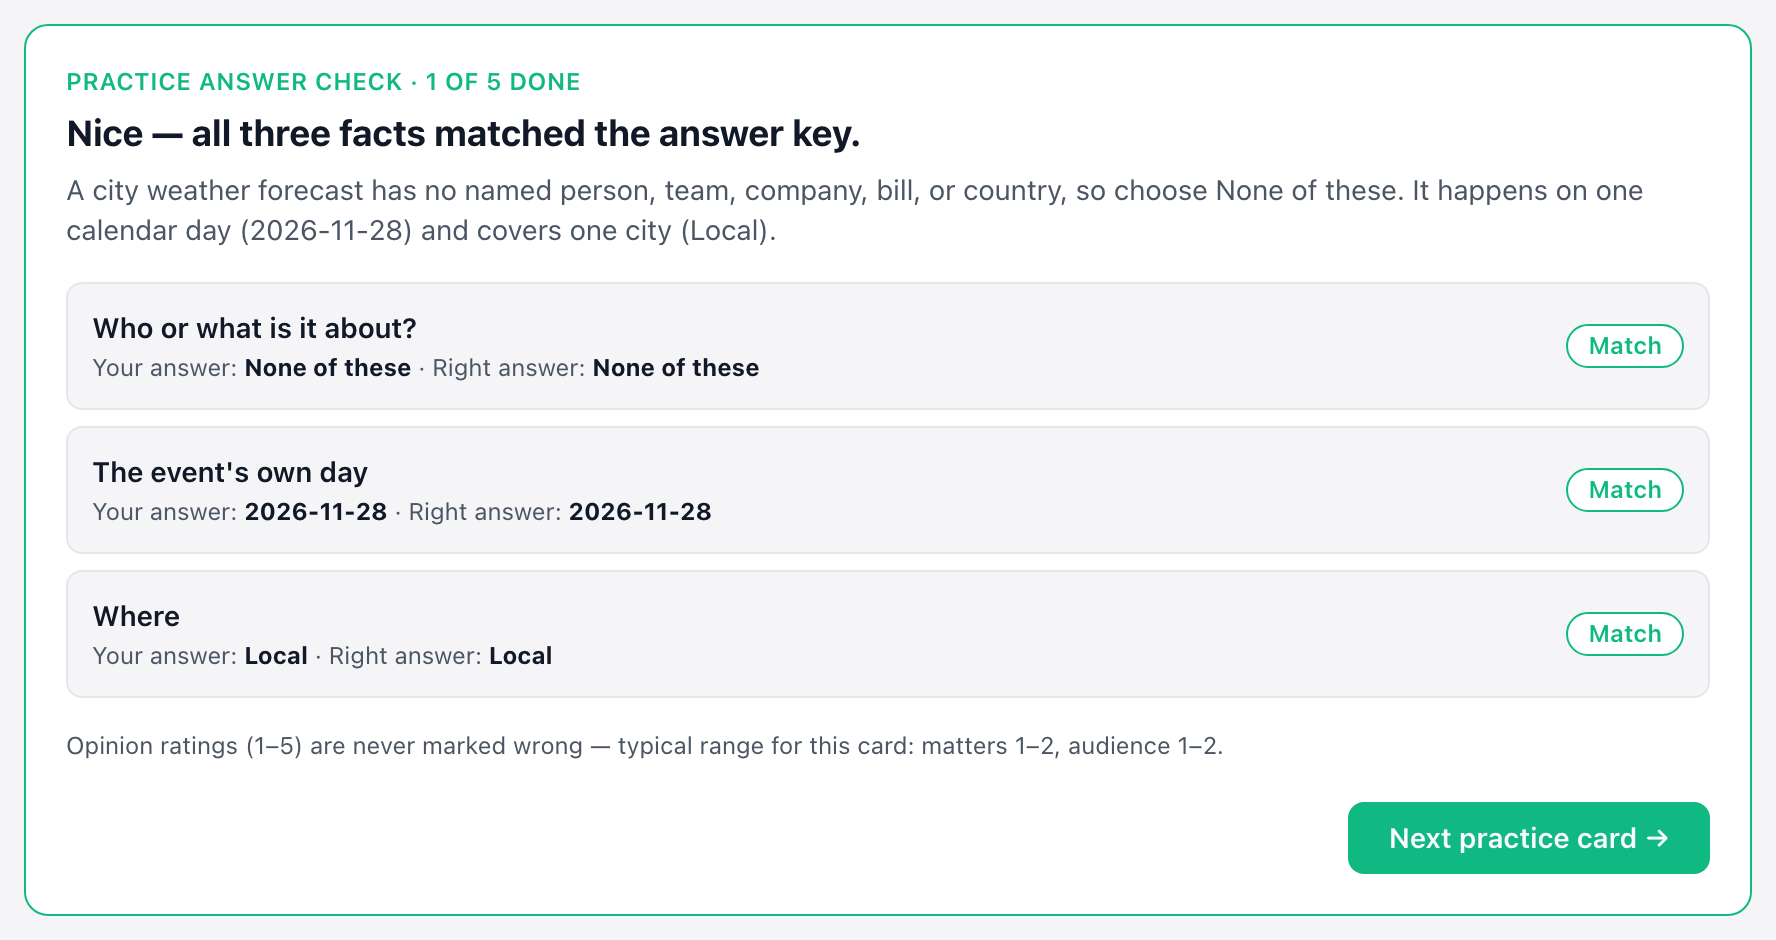 PRACTICE ANSWER CHECK · 1 OF 5 DONE
Nice — all three facts matched the answer key.
A city weather forecast has no named person, team, company, bill, or country, so choose None of these. It happens on one
calendar day (2026-11-28) and covers one city (Local).
Who or what is it about?
Your answer: None of these · Right answer: None of these
Match
The event's own day
Your answer: 2026-11-28 · Right answer: 2026-11-28
Match
Where
Your answer: Local · Right answer: Local
Match
Opinion ratings (1–5) are never marked wrong — typical range for this card: matters 1–2, audience 1–2.
Next practice card →